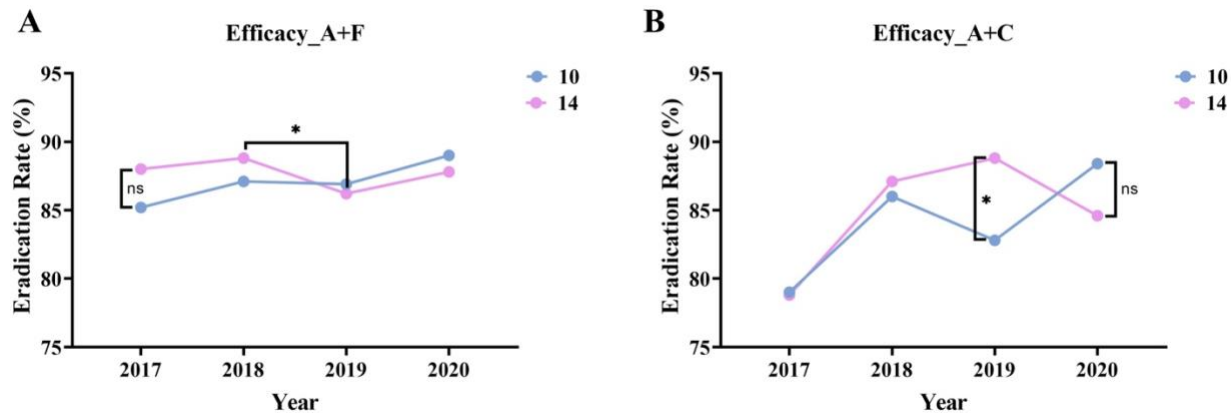 A
Efficacy_A+F
Eradication Rate (%)
95
90
85
80
75
ns
*
2017 2018 2019 2020
Year
10
14
B
Efficacy_A+C
Eradication Rate (%)
95
90
85
80
75
*
ns
2017 2018 2019 2020
Year
10
14